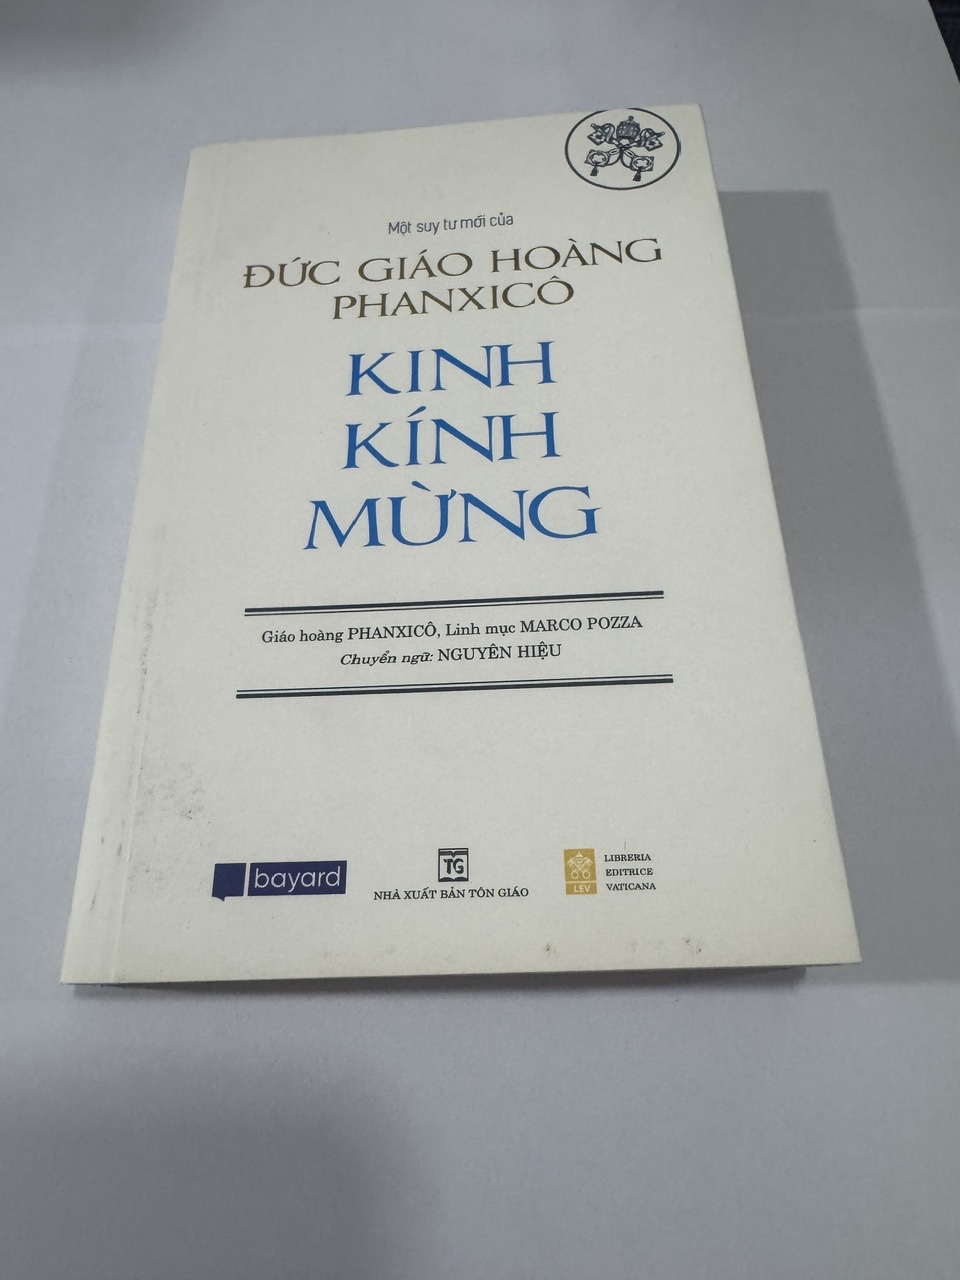 Một suy tư mới của
ĐỨC GIÁO HOÀNG
PHANXICÔ
KINH
KÍNH
MỪNG
Giáo hoàng PHANXICÔ, Linh mục MARCO POZZA
Chuyển ngữ: NGUYÊN HIỆU
bayard
TG
NHÀ XUẤT BẢN TÔN GIÁO
LEV
LIBRERIA
EDITRICE
VATICANA